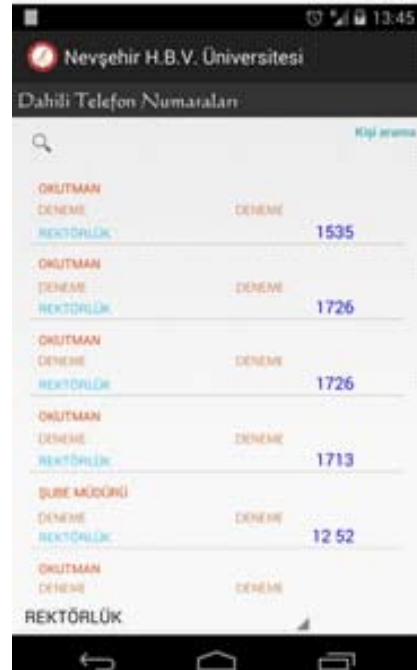 13:45
Nevşehir H.B.V. Üniversitesi
Dahili Telefon Numaraları
Kişi arama
OKUTMAN
DENEME DENEME
REKTÖRLÜK 1535
OKUTMAN
DENEME DENEME
REKTÖRLÜK 1726
OKUTMAN
DENEME DENEME
REKTÖRLÜK 1726
OKUTMAN
DENEME DENEME
REKTÖRLÜK 1713
ŞUBE MÜDÜRÜ
DENEME DENEME
REKTÖRLÜK 12 52
OKUTMAN
DENEME DENEME
REKTÖRLÜK